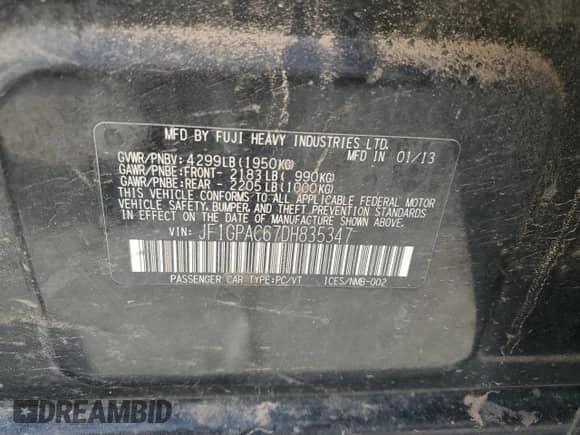 MFD BY FUJI HEAVY INDUSTRIES LTD.
GVWR/PNBV: 4299LB(1950KG) MFD IN 01/13
GAWR/PNBE:FRONT- 2183LB( 990KG)
GAWR/PNBE:REAR - 2205LB(1000KG)
THIS VEHICLE CONFORMS TO ALL APPLICABLE FEDERAL MOTOR
VEHICLE SAFETY, BUMPER, AND THEFT PREVENTION STANDARDS
IN EFFECT ON THE DATE OF MANUFACTURE SHOWN ABOVE.
VIN: JF1GPAC67DH835347
PASSENGER CAR TYPE:PC/VT ICES/NMB-002
DREAMBID